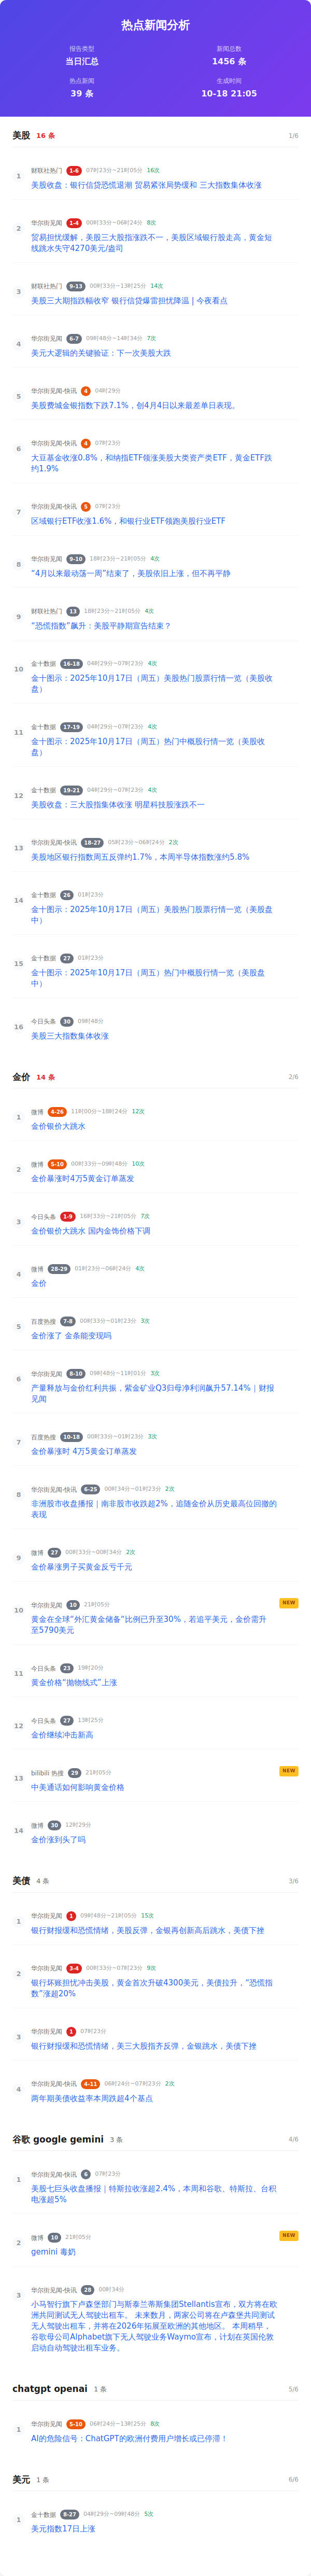 热点新闻分析
报告类型
当日汇总
新闻总数
1456 条
热点新闻
39 条
生成时间
10-18 21:05
美股 16 条 1/6
1
财联社热门 1-6 07时23分~21时05分 16次
美股收盘：银行信贷恐慌退潮 贸易紧张局势缓和 三大指数集体收涨
2
华尔街见闻 1-4 00时33分~06时24分 8次
贸易担忧缓解，美股三大股指涨跌不一，美股区域银行股走高，黄金短
线跳水失守4270美元/盎司
3
财联社热门 9-13 00时33分~13时25分 14次
美股三大期指跌幅收窄 银行信贷爆雷担忧降温 | 今夜看点
4
华尔街见闻 6-7 09时48分~14时34分 7次
美元大逻辑的关键验证：下一次美股大跌
5
华尔街见闻-快讯 4 04时29分
美股费城金银指数下跌7.1%，创4月4日以来最差单日表现。
6
华尔街见闻-快讯 4 07时23分
大豆基金收涨0.8%，和纳指ETF领涨美股大类资产类ETF，黄金ETF跌
约1.9%
7
华尔街见闻-快讯 5 07时23分
区域银行ETF收涨1.6%，和银行业ETF领跑美股行业ETF
8
华尔街见闻 9-10 18时23分~21时05分 4次
“4月以来最动荡一周”结束了，美股依旧上涨，但不再平静
9
财联社热门 13 18时23分~21时05分 4次
“恐慌指数”飙升：美股平静期宣告结束？
10
金十数据 16-18 04时29分~07时23分 4次
金十图示：2025年10月17日（周五）美股热门股票行情一览（美股收
盘）
11
金十数据 17-19 04时29分~07时23分 4次
金十图示：2025年10月17日（周五）热门中概股行情一览（美股收
盘）
12
金十数据 19-21 04时29分~07时23分 4次
美股收盘：三大股指集体收涨 明星科技股涨跌不一
13
华尔街见闻-快讯 18-27 05时23分~06时24分 2次
美股地区银行指数周五反弹约1.7%，本周半导体指数涨约5.8%
14
金十数据 26 01时23分
金十图示：2025年10月17日（周五）美股热门股票行情一览（美股盘
中）
15
金十数据 27 01时23分
金十图示：2025年10月17日（周五）热门中概股行情一览（美股盘
中）
16
今日头条 30 09时48分
美股三大指数集体收涨
金价 14 条 2/6
1
微博 4-26 11时00分~18时24分 12次
金价银价大跳水
2
微博 5-10 00时33分~09时48分 10次
金价暴涨时4万5黄金订单蒸发
3
今日头条 1-9 16时33分~21时05分 7次
金价银价大跳水 国内金饰价格下调
4
微博 28-29 01时23分~06时24分 4次
金价
5
百度热搜 7-8 00时33分~01时23分 3次
金价涨了 金条能变现吗
6
华尔街见闻 8-10 09时48分~11时01分 3次
产量释放与金价红利共振，紫金矿业Q3归母净利润飙升57.14%｜财报
见闻
7
百度热搜 10-18 00时33分~01时23分 3次
金价暴涨时 4万5黄金订单蒸发
8
华尔街见闻-快讯 6-25 00时34分~01时23分 2次
非洲股市收盘播报｜南非股市收跌超2%，追随金价从历史最高位回撤的
表现
9
微博 27 00时33分~00时34分 2次
金价暴涨男子买黄金反亏千元
10
华尔街见闻 10 21时05分 NEW
黄金在全球“外汇黄金储备”比例已升至30%，若追平美元，金价需升
至5790美元
11
今日头条 23 19时20分
黄金价格“抛物线式”上涨
12
今日头条 27 13时25分
金价继续冲击新高
13
bilibili 热搜 29 21时05分 NEW
中美通话如何影响黄金价格
14
微博 30 12时29分
金价涨到头了吗
美债 4 条 3/6
1
华尔街见闻 1 09时48分~21时05分 15次
银行财报缓和恐慌情绪，美股反弹，金银再创新高后跳水，美债下挫
2
华尔街见闻 3-4 00时33分~07时23分 9次
银行坏账担忧冲击美股，黄金首次升破4300美元，美债拉升，“恐慌指
数”涨超20%
3
华尔街见闻 1 07时23分
银行财报缓和恐慌情绪，美三大股指齐反弹，金银跳水，美债下挫
4
华尔街见闻-快讯 4-11 06时24分~07时23分 2次
两年期美债收益率本周跌超4个基点
谷歌 google gemini 3 条 4/6
1
华尔街见闻-快讯 6 07时23分
美股七巨头收盘播报｜特斯拉收涨超2.4%，本周和谷歌、特斯拉、台积
电涨超5%
2
微博 10 21时05分 NEW
gemini 毒奶
3
华尔街见闻-快讯 28 00时34分
小马智行旗下卢森堡部门与斯泰兰蒂斯集团Stellantis宣布，双方将在欧
洲共同测试无人驾驶出租车。 未来数月，两家公司将在卢森堡共同测试
无人驾驶出租车，并将在2026年拓展至欧洲的其他地区。 本周稍早，
谷歌母公司Alphabet旗下无人驾驶业务Waymo宣布，计划在英国伦敦
启动自动驾驶出租车业务。
chatgpt openai 1 条 5/6
1
华尔街见闻 5-10 06时24分~13时25分 8次
AI的危险信号：ChatGPT的欧洲付费用户增长或已停滞！
美元 1 条 6/6
1
金十数据 8-27 04时29分~09时48分 5次
美元指数17日上涨